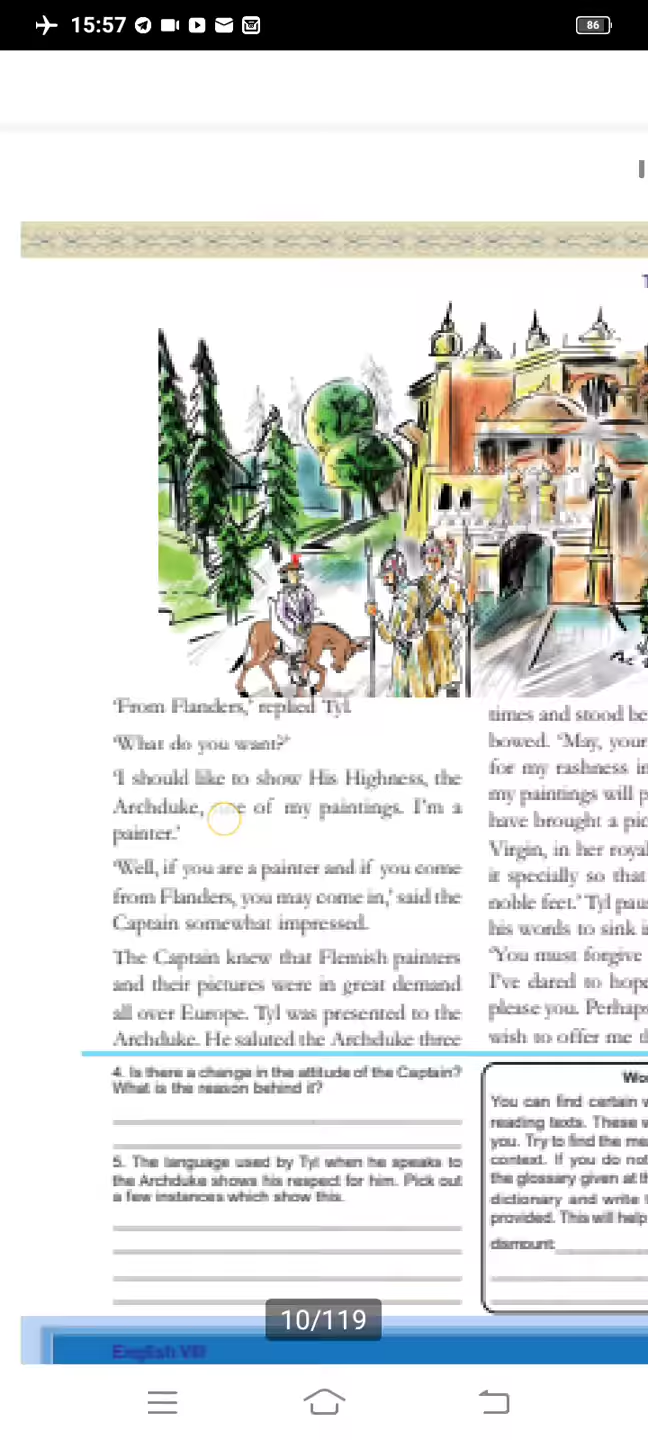 15:57
86
'From Flanders,' replied Tyl.
'What do you want?'
'I should like to show His Highness, the
Archduke, one of my paintings. I'm a
painter.'
'Well, if you are a painter and if you come
from Flanders, you may come in,' said the
Captain somewhat impressed.
The Captain knew that Flemish painters
and their pictures were in great demand
all over Europe. Tyl was presented to the
Archduke. He saluted the Archduke three
4. Is there a change in the attitude of the Captain?
What is the reason behind it?
5. The language used by Tyl when he speaks to
the Archduke shows his respect for him. Pick out
a few instances which show this.
times and stood be
bowed. 'May, your
for my rashness in
my paintings will p
have brought a pic
Virgin, in her royal
it specially so that
noble feet.' Tyl pau
his words to sink i
'You must forgive
I've dared to hope
please you. Perhaps
wish to offer me th
Wo
You can find certain w
reading texts. These w
you. Try to find the me
context. If you do not
the glossary given at th
dictionary and write t
provided. This will help
dismount:
10/119
English VIII